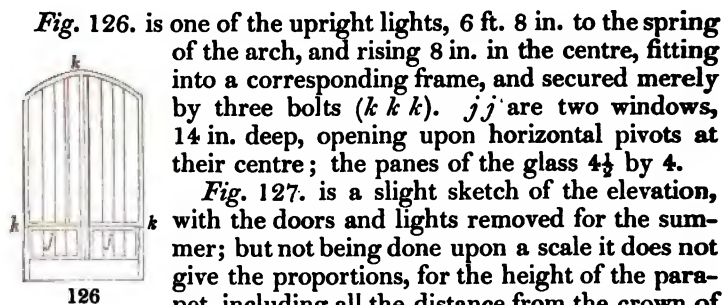 Fig. 126. is one of the upright lights, 6 ft. 8 in. to the spring
of the arch, and rising 8 in. in the centre, fitting
into a corresponding frame, and secured merely
by three bolts (k k k). j j are two windows,
14 in. deep, opening upon horizontal pivots at
their centre; the panes of the glass 4½ by 4.
Fig. 127. is a slight sketch of the elevation,
with the doors and lights removed for the sum-
mer; but not being done upon a scale it does not
give the proportions, for the height of the para-
pet, including all the distance from the crown of
k
k
k
j
j
126